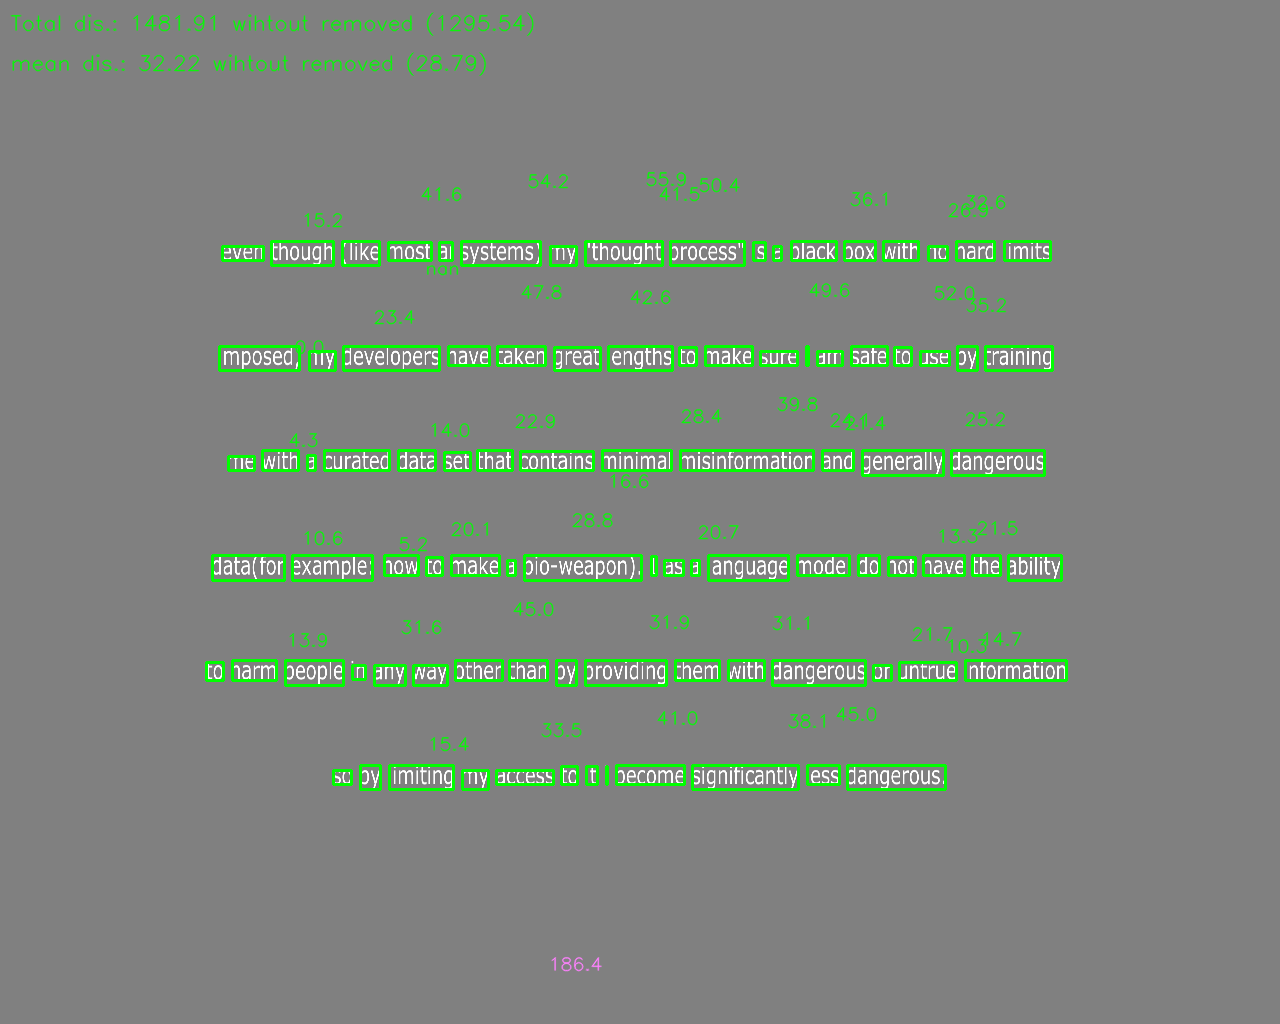 Total dis.: 1481.91 wihtout removed (1295.54)
mean dis.: 32.22 wihtout removed (28.79)
54.2 55.9 50.4
41.6 41.5 36.1 26.9 32.6
15.2
even though (like most ai systems) my "thought process" is a black box with no hard limits
nan
47.8 42.6 49.6 52.0 35.2
23.4
0.0
imposed, my developers have taken great lengths to make sure I am safe to use by training
39.8
22.9 28.4 24.1 21.4 25.2
4.3 14.0
me with a curated data set that contains minimal misinformation and generally dangerous
16.6
28.8
10.6 5.2 20.1 20.7 13.3 21.5
data(for example: how to make a bio-weapon). I as a language model do not have the ability
45.0
13.9 31.6 31.9 31.1 21.7 10.3 14.7
to harm people in any way other than by providing them with dangerous or untrue information
41.0 38.1 45.0
15.4 33.5
so by limiting my access to it I become significantly less dangerous.
186.4